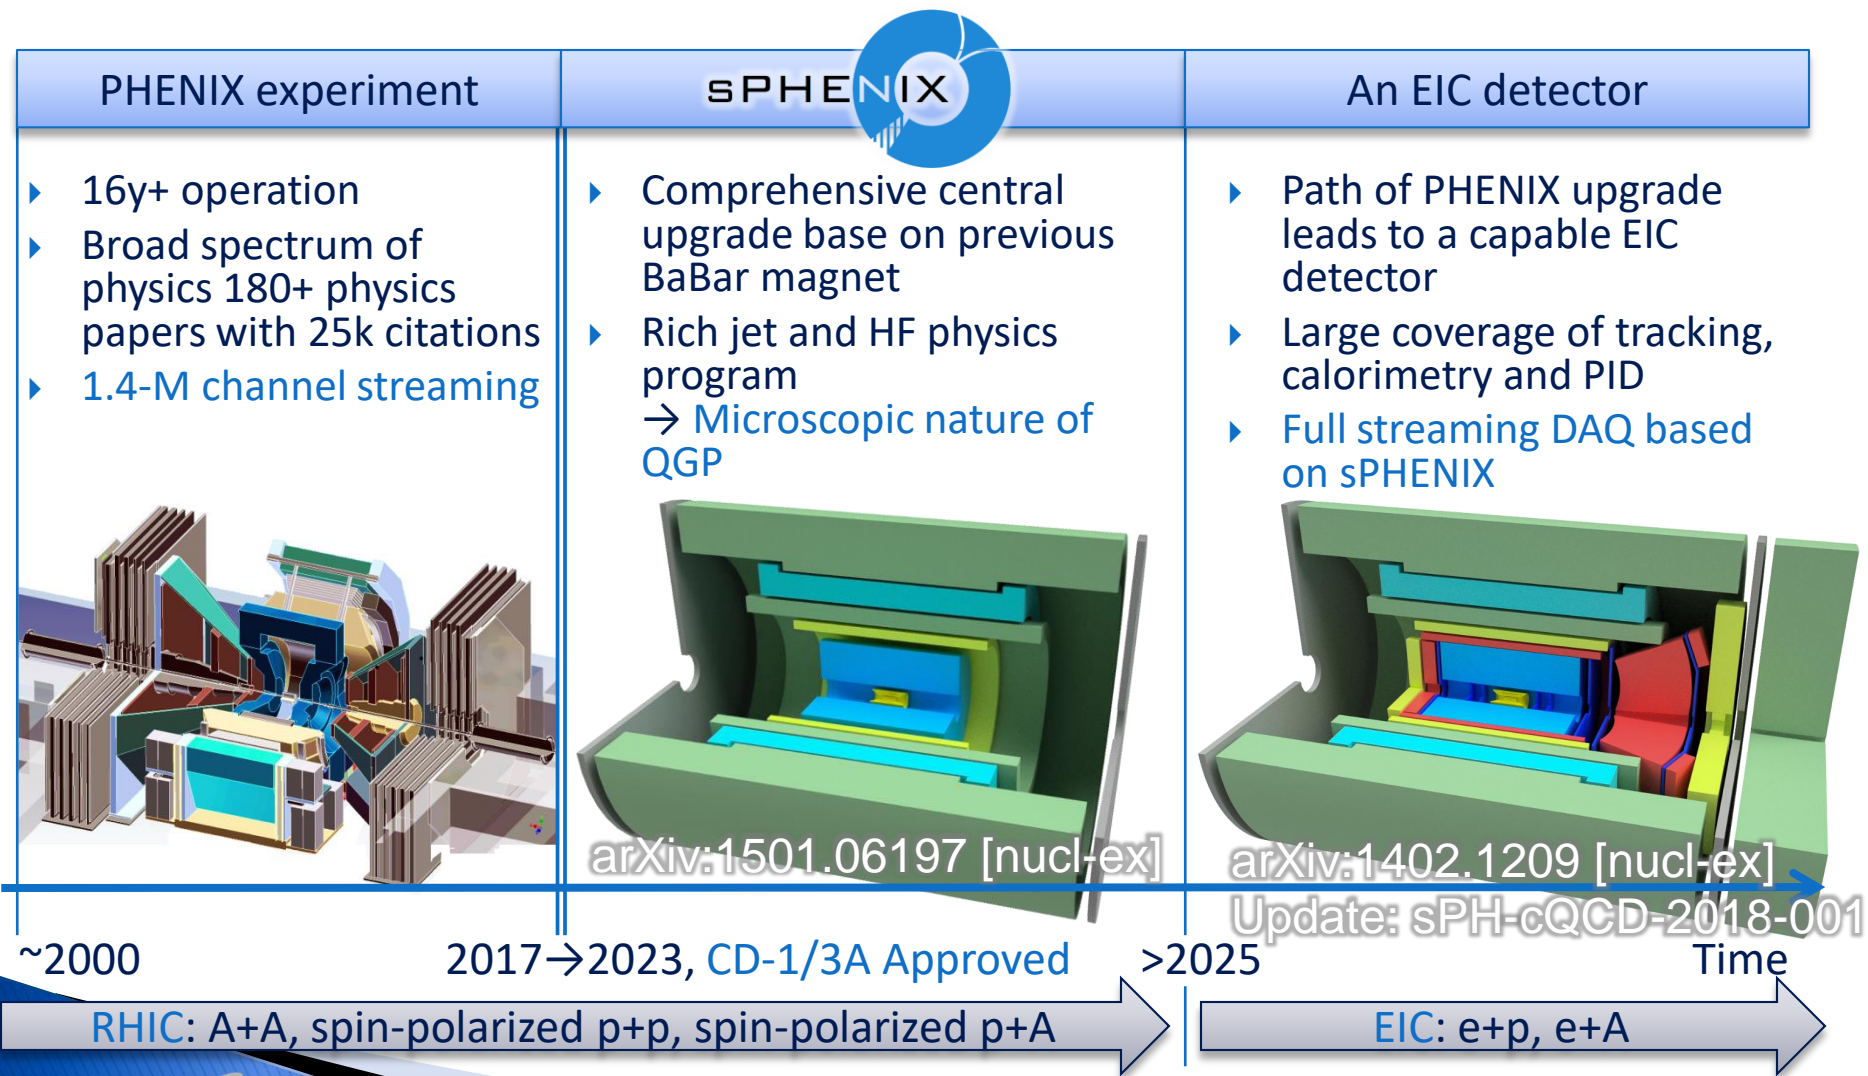 PHENIX experiment
sPHENIX
An EIC detector
16y+ operation
Broad spectrum of
physics 180+ physics
papers with 25k citations
1.4-M channel streaming
Comprehensive central
upgrade base on previous
BaBar magnet
Rich jet and HF physics
program
→ Microscopic nature of
QGP
Path of PHENIX upgrade
leads to a capable EIC
detector
Large coverage of tracking,
calorimetry and PID
Full streaming DAQ based
on sPHENIX
arXiv:1501.06197 [nucl-ex]
arXiv:1402.1209 [nucl-ex]
Update: sPH-cQCD-2018-001
~2000
2017→2023, CD-1/3A Approved
>2025
Time
RHIC: A+A, spin-polarized p+p, spin-polarized p+A
EIC: e+p, e+A